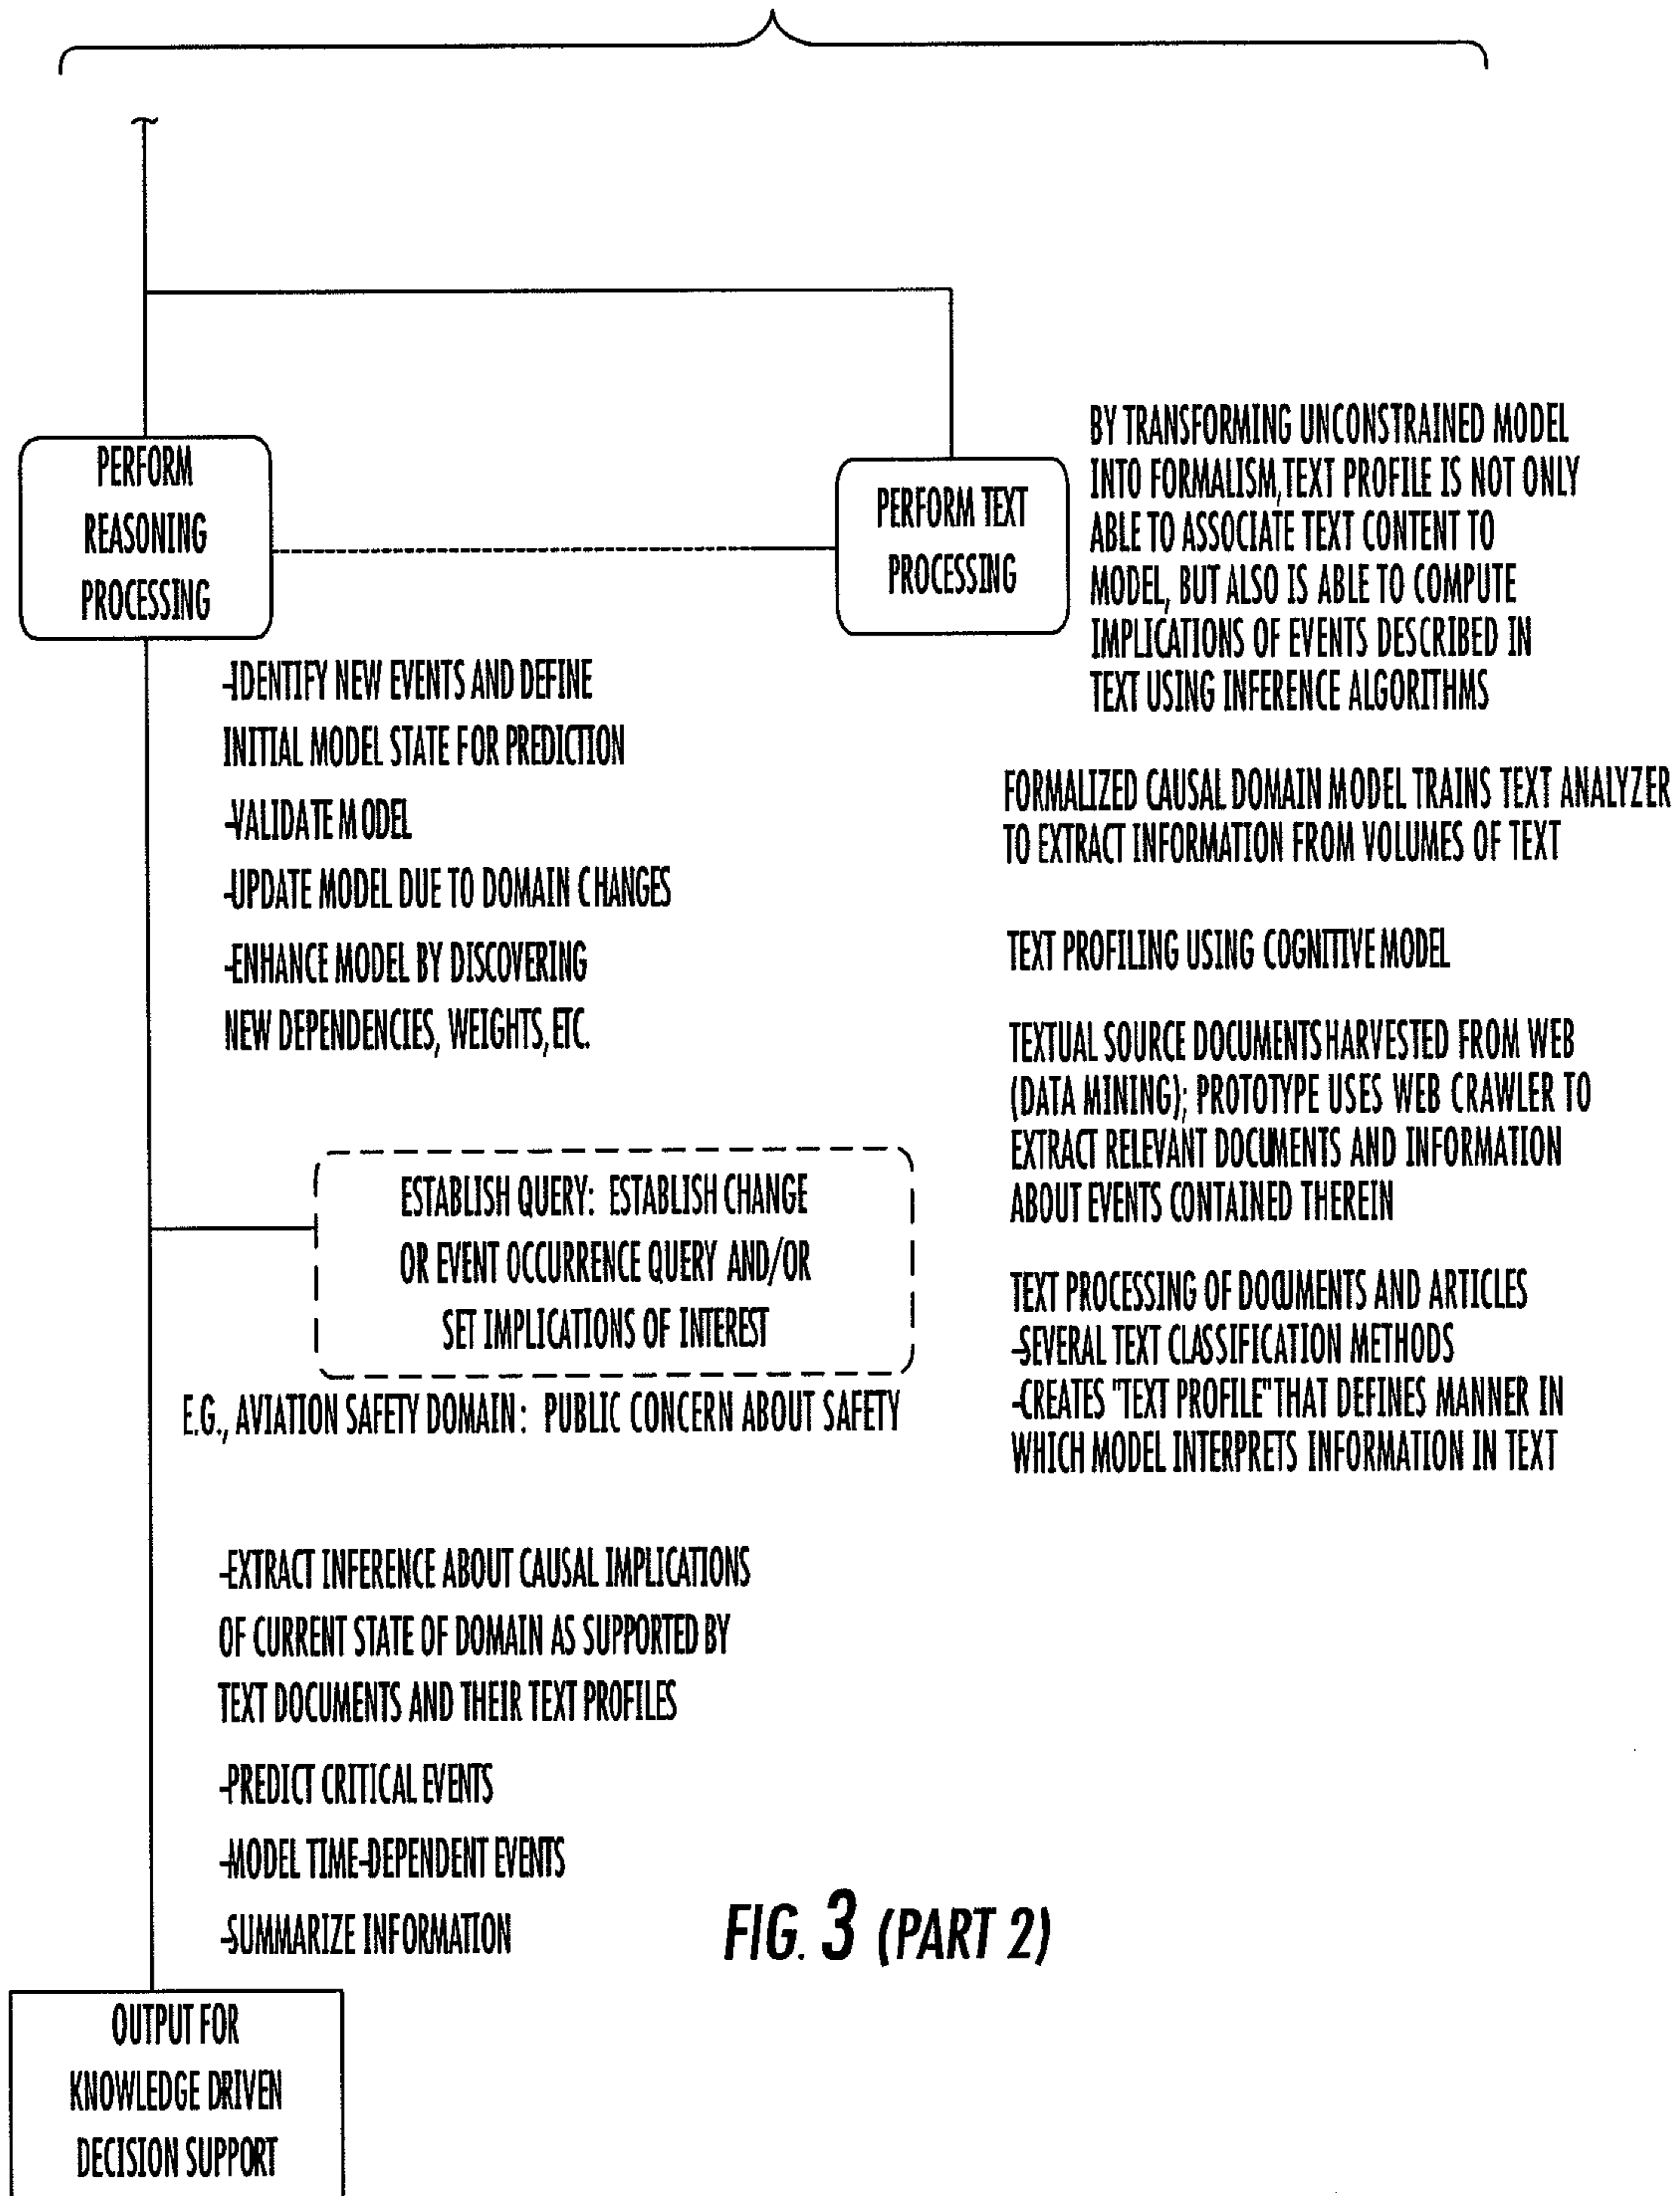 PERFORM
REASONING
PROCESSING
PERFORM TEXT
PROCESSING
BY TRANSFORMING UNCONSTRAINED MODEL
INTO FORMALISM, TEXT PROFILE IS NOT ONLY
ABLE TO ASSOCIATE TEXT CONTENT TO
MODEL, BUT ALSO IS ABLE TO COMPUTE
IMPLICATIONS OF EVENTS DESCRIBED IN
TEXT USING INFERENCE ALGORITHMS
-IDENTIFY NEW EVENTS AND DEFINE
INITIAL MODEL STATE FOR PREDICTION
-VALIDATE MODEL
-UPDATE MODEL DUE TO DOMAIN CHANGES
-ENHANCE MODEL BY DISCOVERING
NEW DEPENDENCIES, WEIGHTS, ETC.
FORMALIZED CAUSAL DOMAIN MODEL TRAINS TEXT ANALYZER
TO EXTRACT INFORMATION FROM VOLUMES OF TEXT
TEXT PROFILING USING COGNITIVE MODEL
TEXTUAL SOURCE DOCUMENTS HARVESTED FROM WEB
(DATA MINING); PROTOTYPE USES WEB CRAWLER TO
EXTRACT RELEVANT DOCUMENTS AND INFORMATION
ABOUT EVENTS CONTAINED THEREIN
TEXT PROCESSING OF DOCUMENTS AND ARTICLES
-SEVERAL TEXT CLASSIFICATION METHODS
-CREATES "TEXT PROFILE" THAT DEFINES MANNER IN
WHICH MODEL INTERPRETS INFORMATION IN TEXT
ESTABLISH QUERY: ESTABLISH CHANGE
OR EVENT OCCURRENCE QUERY AND/OR
SET IMPLICATIONS OF INTEREST
E.G., AVIATION SAFETY DOMAIN: PUBLIC CONCERN ABOUT SAFETY
-EXTRACT INFERENCE ABOUT CAUSAL IMPLICATIONS
OF CURRENT STATE OF DOMAIN AS SUPPORTED BY
TEXT DOCUMENTS AND THEIR TEXT PROFILES
-PREDICT CRITICAL EVENTS
-MODEL TIME-DEPENDENT EVENTS
-SUMMARIZE INFORMATION
FIG. 3 (PART 2)
OUTPUT FOR
KNOWLEDGE DRIVEN
DECISION SUPPORT